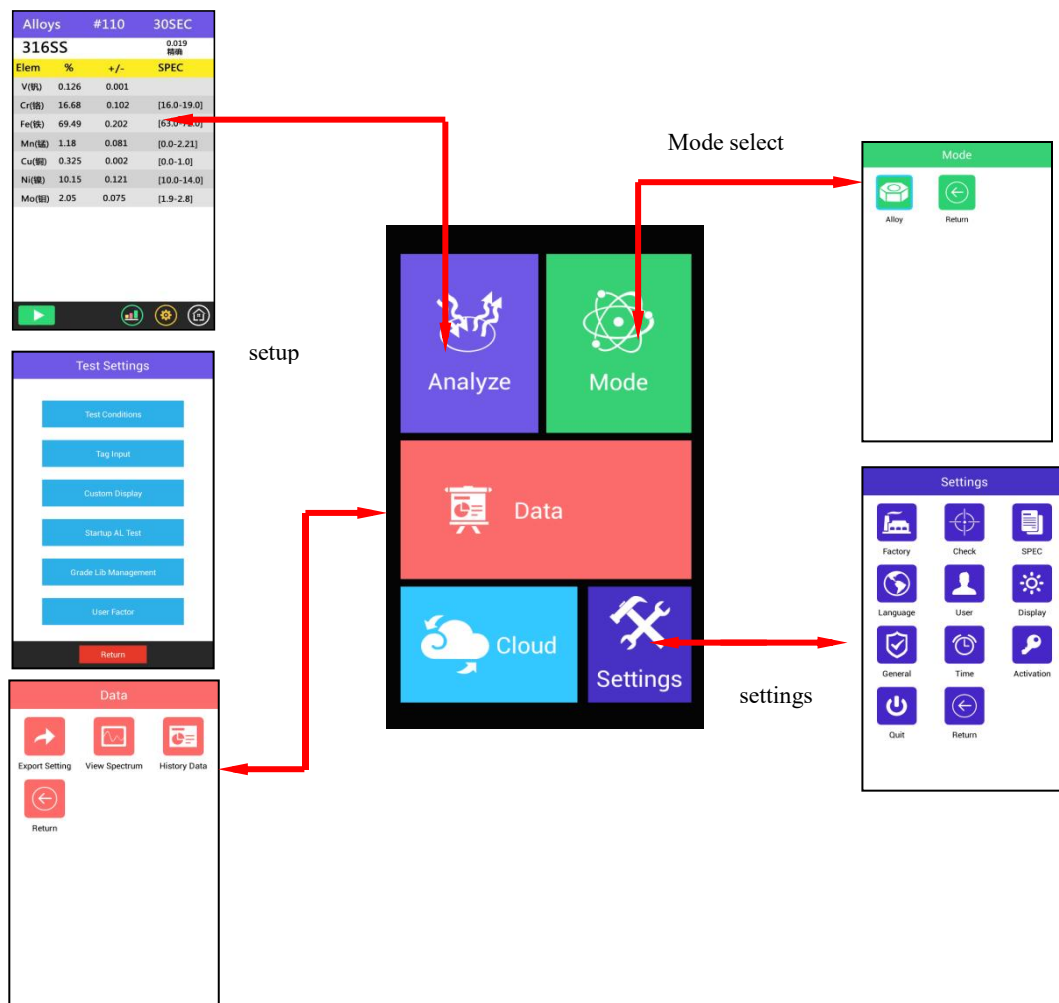 Alloys #110 30SEC
316SS 0.019
精确
Elem % +/- SPEC
V(钒) 0.126 0.001
Cr(铬) 16.68 0.102 [16.0-19.0]
Fe(铁) 69.49 0.202
Mn(锰) 1.18 0.081 [0.0-2.21]
Cu(铜) 0.325 0.002 [0.0-1.0]
Ni(镍) 10.15 0.121 [10.0-14.0]
Mo(钼) 2.05 0.075 [1.9-2.8]
setup
Test Settings
Test Conditions
Tag Input
Custom Display
Startup AL Test
Grade Lib Management
User Factor
Return
Data
Export Setting View Spectrum History Data
Return
Analyze Mode
Data
Cloud Settings
Mode select
Mode
Alloy Return
settings
Settings
Factory Check SPEC
Language User Display
General Time Activation
Quit Return